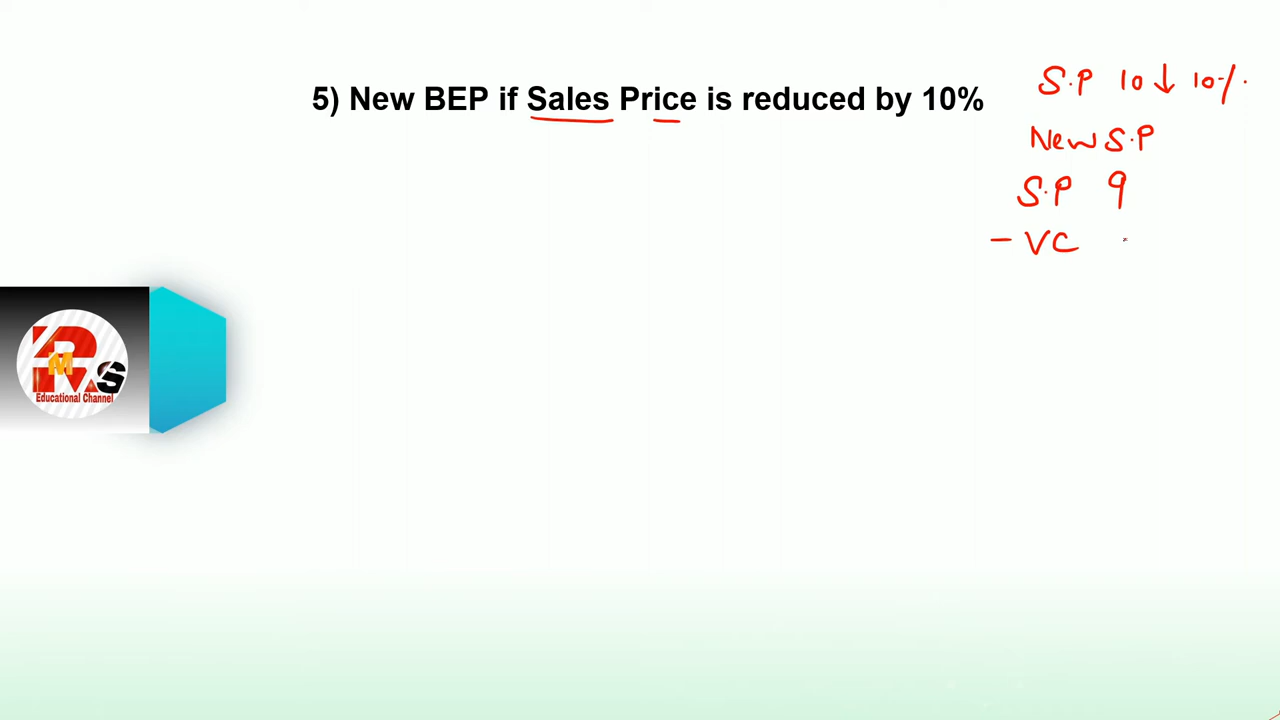 5) New BEP if Sales Price is reduced by 10%
S.P 10 ↓ 10%.
New S.P
S.P 9
- VC
M S
Educational Channel